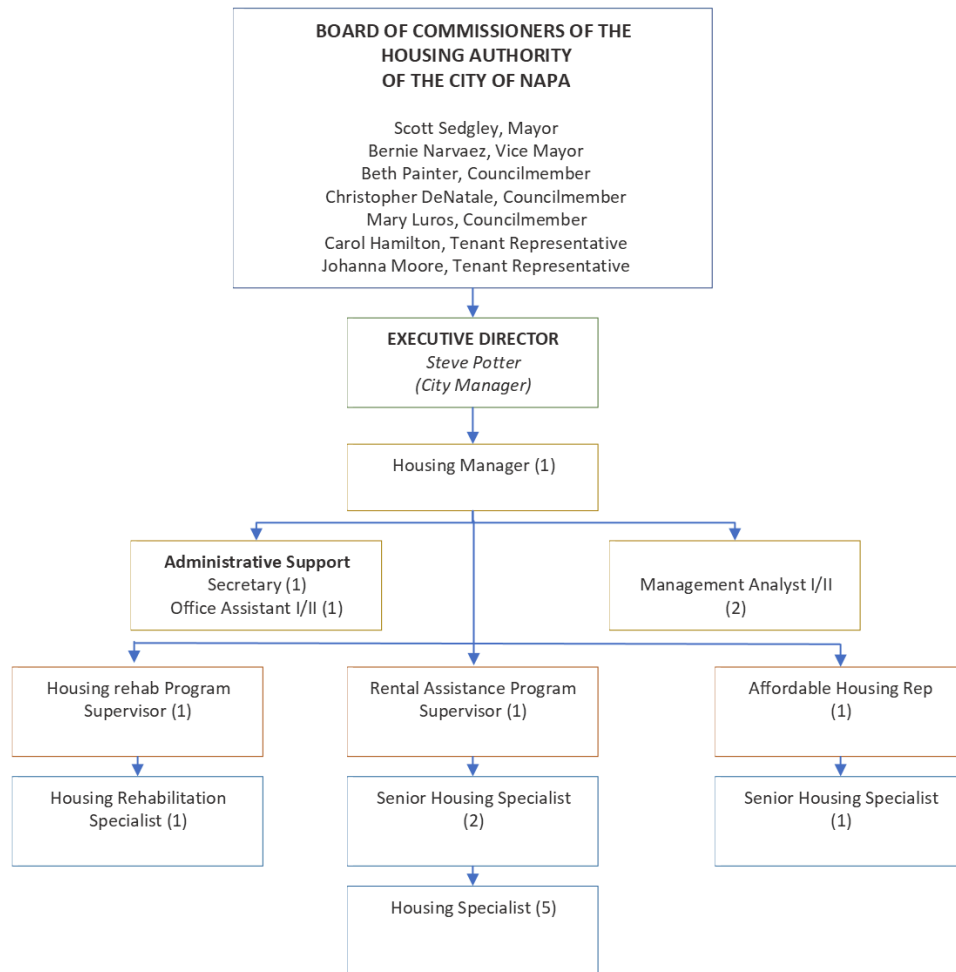 BOARD OF COMMISSIONERS OF THE
HOUSING AUTHORITY
OF THE CITY OF NAPA
Scott Sedgley, Mayor
Bernie Narvaez, Vice Mayor
Beth Painter, Councilmember
Christopher DeNatale, Councilmember
Mary Luros, Councilmember
Carol Hamilton, Tenant Representative
Johanna Moore, Tenant Representative
EXECUTIVE DIRECTOR
Steve Potter
(City Manager)
Housing Manager (1)
Administrative Support
Secretary (1)
Office Assistant I/II (1)
Management Analyst I/II
(2)
Housing rehab Program
Supervisor (1)
Rental Assistance Program
Supervisor (1)
Affordable Housing Rep
(1)
Housing Rehabilitation
Specialist (1)
Senior Housing Specialist
(2)
Senior Housing Specialist
(1)
Housing Specialist (5)